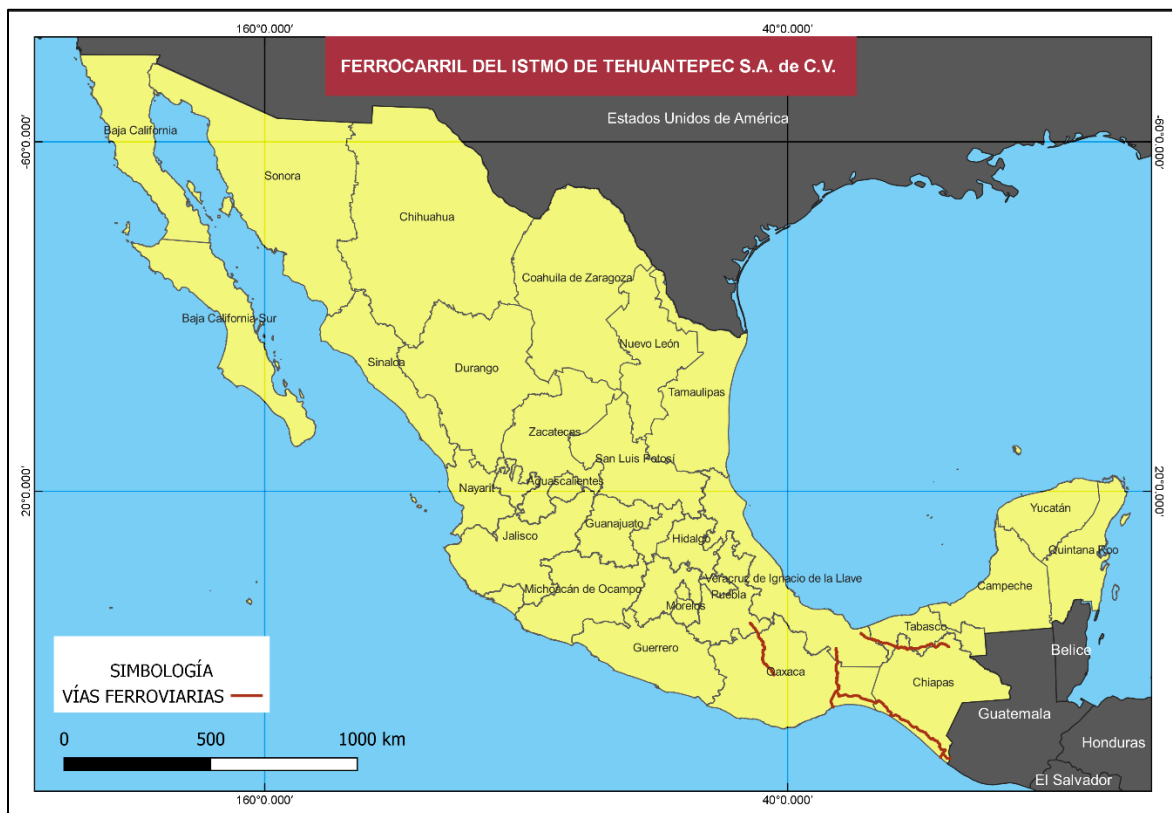 160°0.000'
40°0.000'
FERROCARRIL DEL ISTMO DE TEHUANTEPEC S.A. de C.V.
Estados Unidos de América
Baja California
-60°0.000'
-60°0.000'
Sonora
Chihuahua
Coahuila de Zaragoza
Baja California Sur
Nuevo León
Sinaloa
Durango
Tamaulipas
Zacatecas
San Luis Potosí
Aguascalientes
Nayarit
20°0.000'
20°0.000'
Yucatán
Guanajuato
Jalisco
Hidalgo
Quintana Roo
Veracruz de Ignacio de la Llave
Campeche
Michoacán de Ocampo
Puebla
Morelos
Tabasco
Guerrero
Belice
SIMBOLOGÍA
Oaxaca
Chiapas
VÍAS FERROVIARIAS
Guatemala
0 500 1000 km
Honduras
El Salvador
160°0.000'
40°0.000'